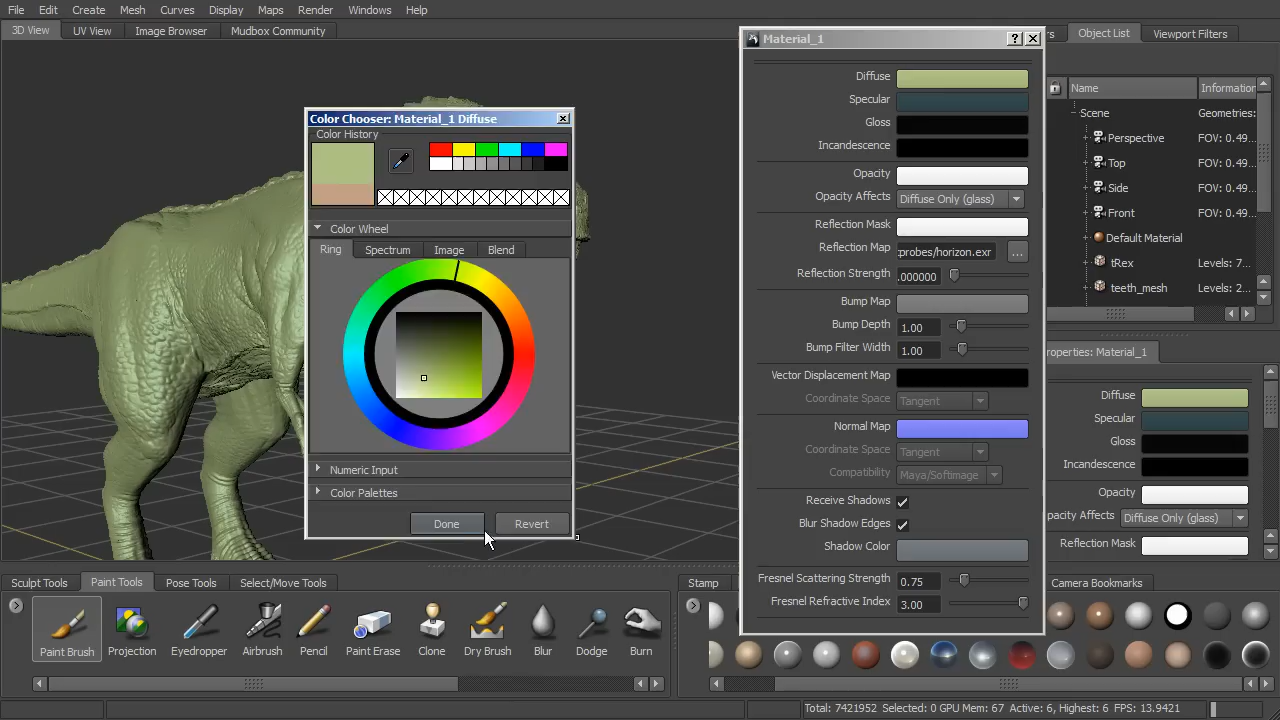 File Edit Create Mesh Curves Display Maps Render Windows Help
3D View UV View Image Browser Mudbox Community
Object List Viewport Filters
Name Information
Scene Geometries:
Perspective FOV: 0.49...
Top FOV: 0.49...
Side FOV: 0.49...
Front FOV: 0.49...
Default Material
tRex Levels: 7...
teeth_mesh Levels: 2...
Properties: Material_1
Diffuse
Specular
Gloss
Incandescence
Opacity
pacity Affects Diffuse Only (glass)
Reflection Mask
Color Chooser: Material_1 Diffuse
Color History
Color Wheel
Ring Spectrum Image Blend
Numeric Input
Color Palettes
Done Revert
Material_1 ?
Diffuse
Specular
Gloss
Incandescence
Opacity
Opacity Affects Diffuse Only (glass)
Reflection Mask
Reflection Map :probes/horizon.exr ...
Reflection Strength .000000
Bump Map
Bump Depth 1.00
Bump Filter Width 1.00
Vector Displacement Map
Coordinate Space Tangent
Normal Map
Coordinate Space Tangent
Compatibility Maya/Softimage
Receive Shadows
Blur Shadow Edges
Shadow Color
Fresnel Scattering Strength 0.75
Fresnel Refractive Index 3.00
Sculpt Tools Paint Tools Pose Tools Select/Move Tools
Paint Brush Projection Eyedropper Airbrush Pencil Paint Erase Clone Dry Brush Blur Dodge Burn
Stamp Camera Bookmarks
Total: 7421952 Selected: 0 GPU Mem: 67 Active: 6, Highest: 6 FPS: 13.9421